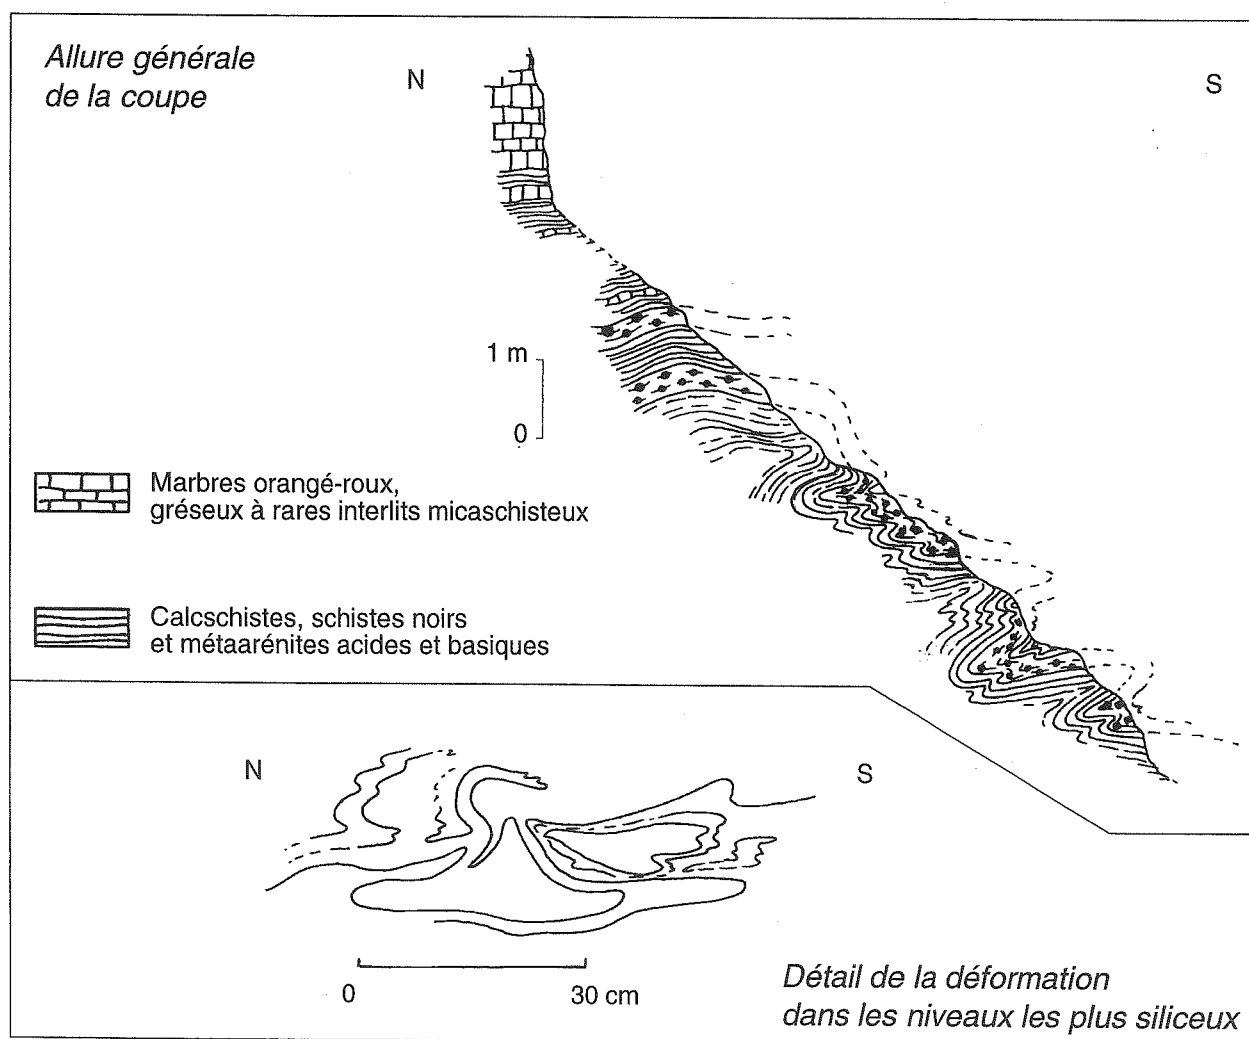 Allure générale
de la coupe
N
S
1 m
0
Marbres orangé-roux,
gréseux à rares interlits micaschisteux
Calcschistes, schistes noirs
et métaarénites acides et basiques
N
S
0
30 cm
Détail de la déformation
dans les niveaux les plus siliceux